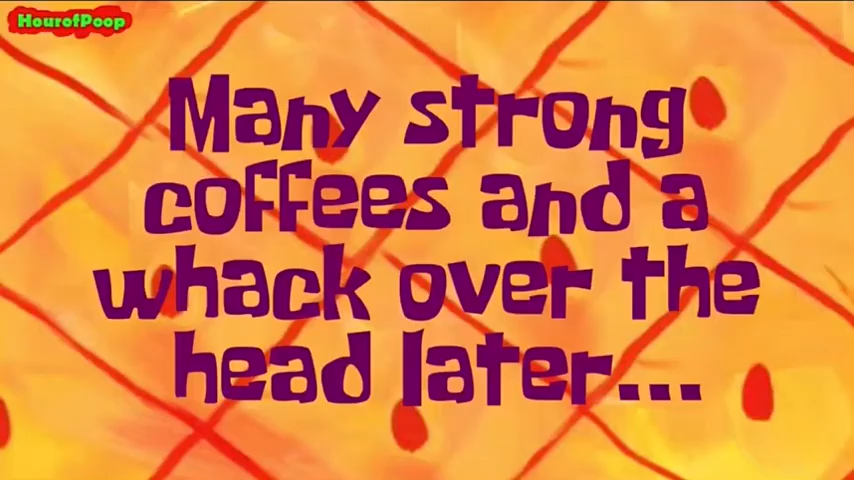 HourofPoop
Many strong
coffees and a
whack over the
head later...